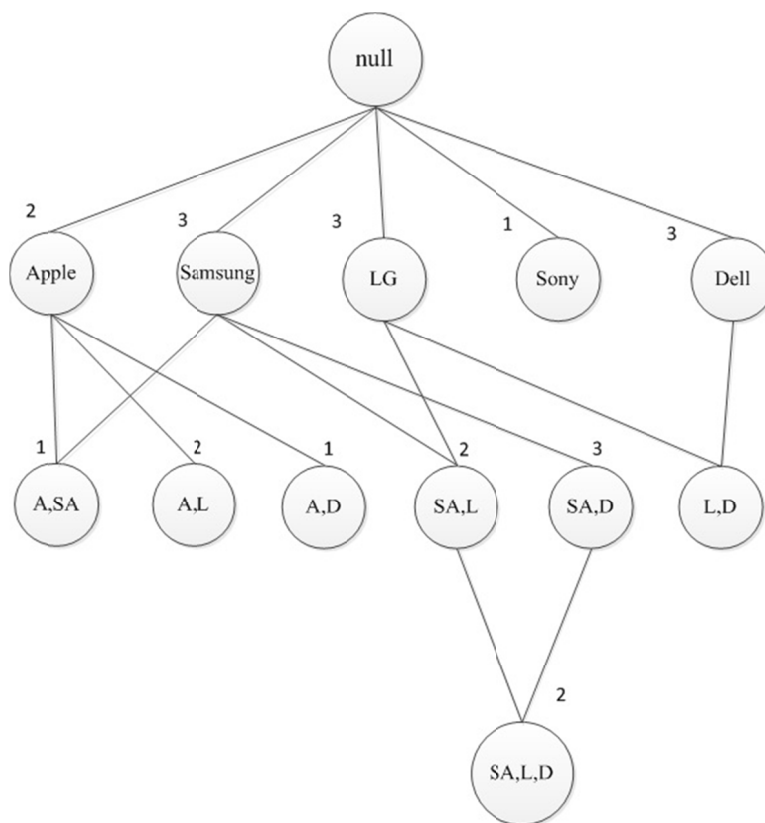 null
2
3
3
1
3
Apple
Samsung
LG
Sony
Dell
1
2
1
2
3
A,SA
A,L
A,D
SA,L
SA,D
L,D
2
SA,L,D